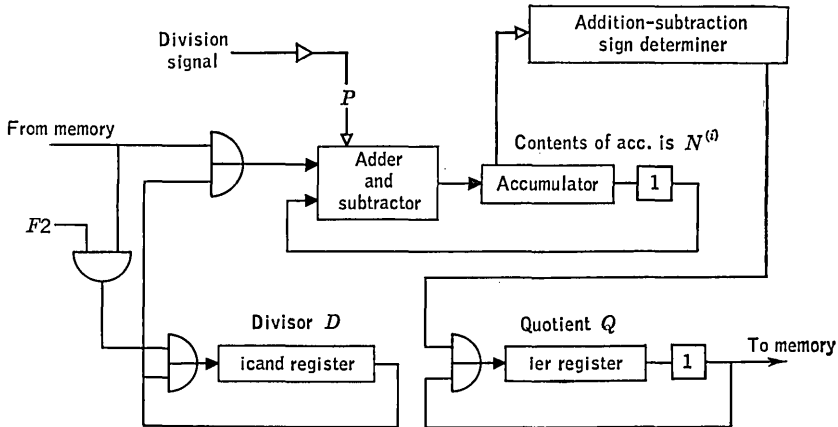 Division
signal
Addition-subtraction
sign determiner
P
From memory
Contents of acc. is N^(i)
Adder
and
subtractor
Accumulator
1
F2
Divisor D
Quotient Q
icand register
ier register
1
To memory